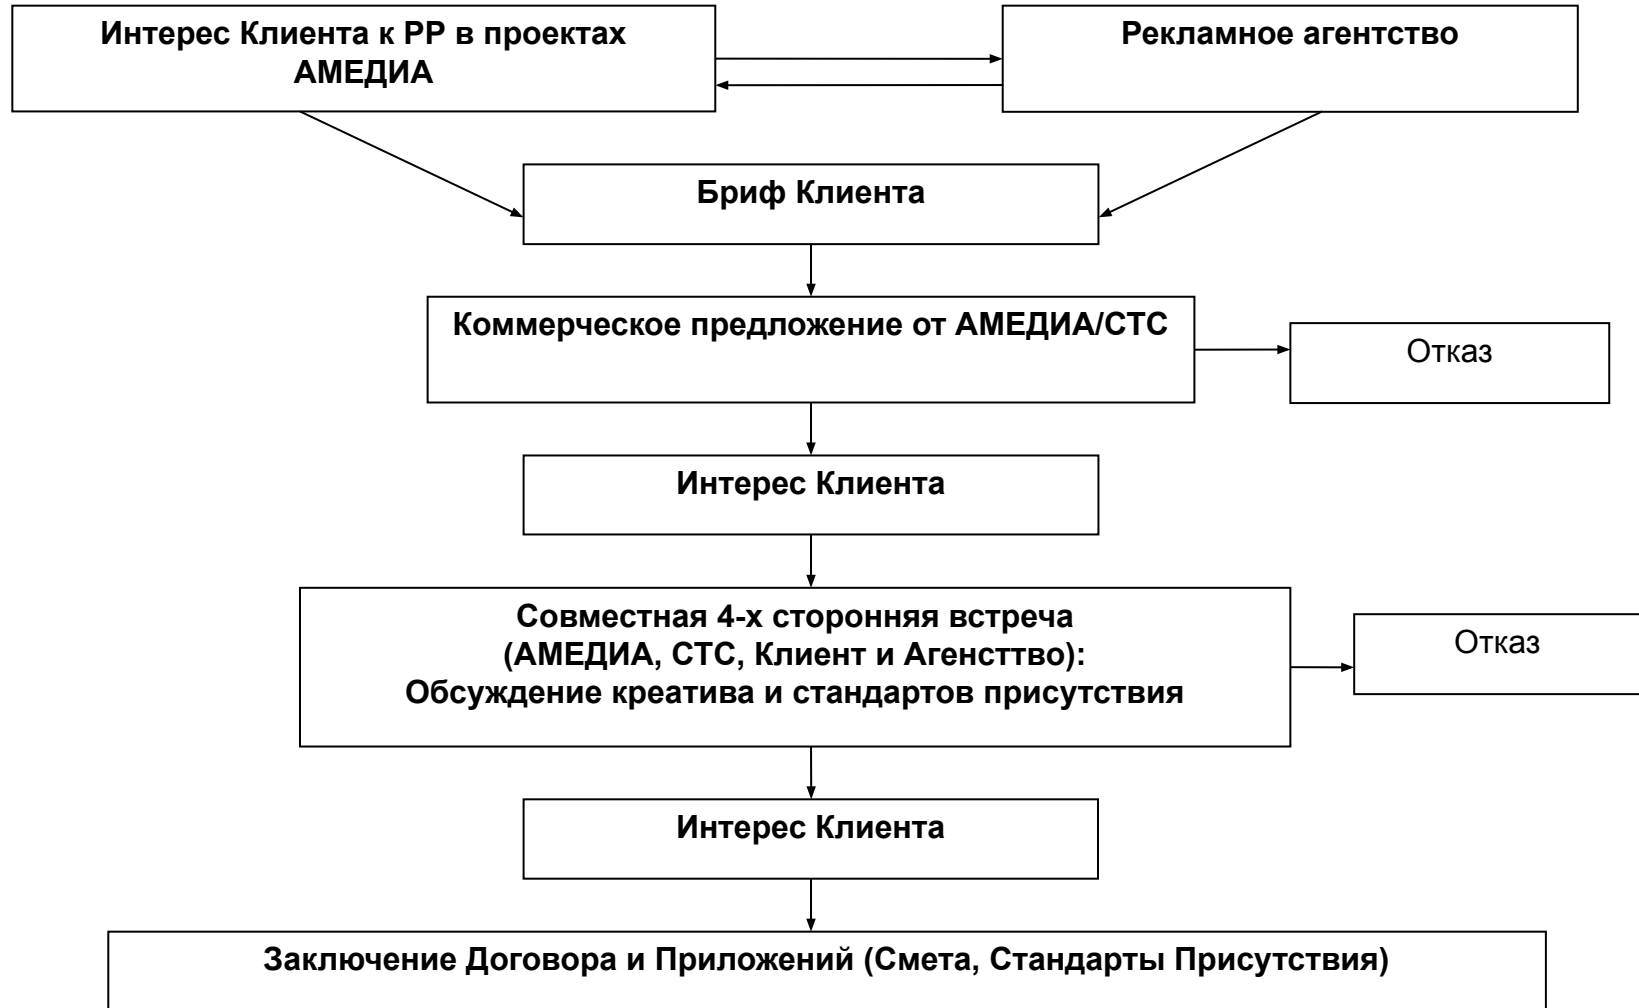 Интерес Клиента к PP в проектах
АМЕДИА
Рекламное агентство
Бриф Клиента
Коммерческое предложение от АМЕДИА/СТС
Отказ
Интерес Клиента
Совместная 4-х сторонняя встреча
(АМЕДИА, СТС, Клиент и Агенсттво):
Обсуждение креатива и стандартов присутствия
Отказ
Интерес Клиента
Заключение Договора и Приложений (Смета, Стандарты Присутствия)